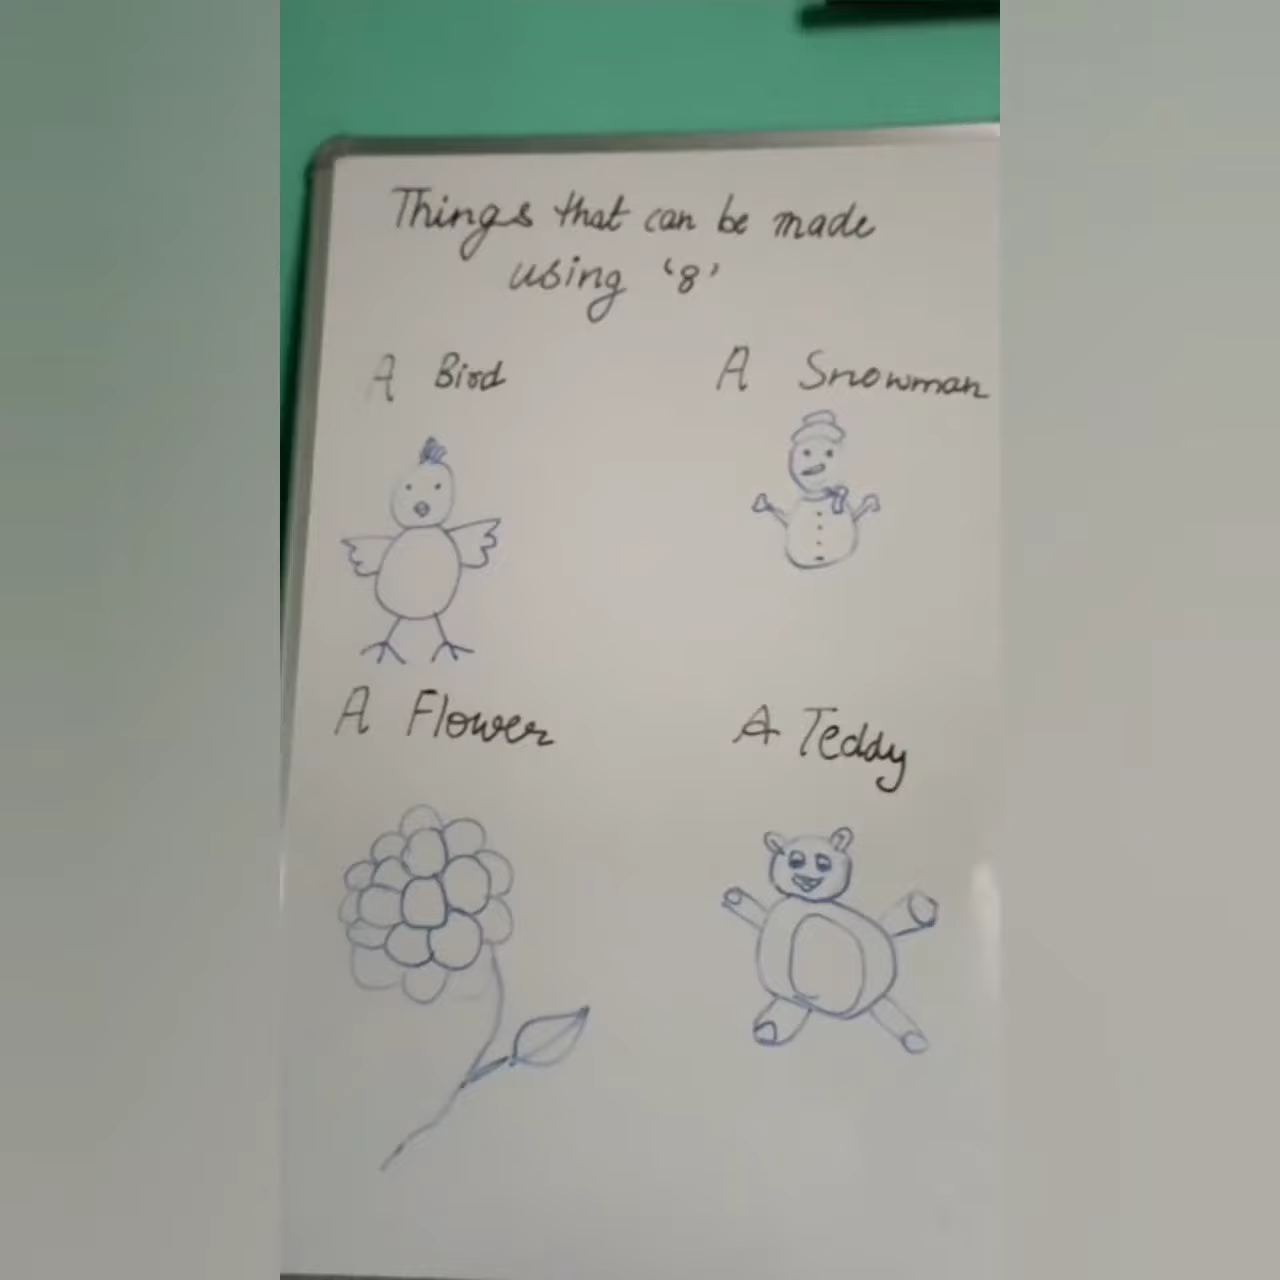 Things that can be made
using '8'
A Bird
A Snowman
A Flower
A Teddy